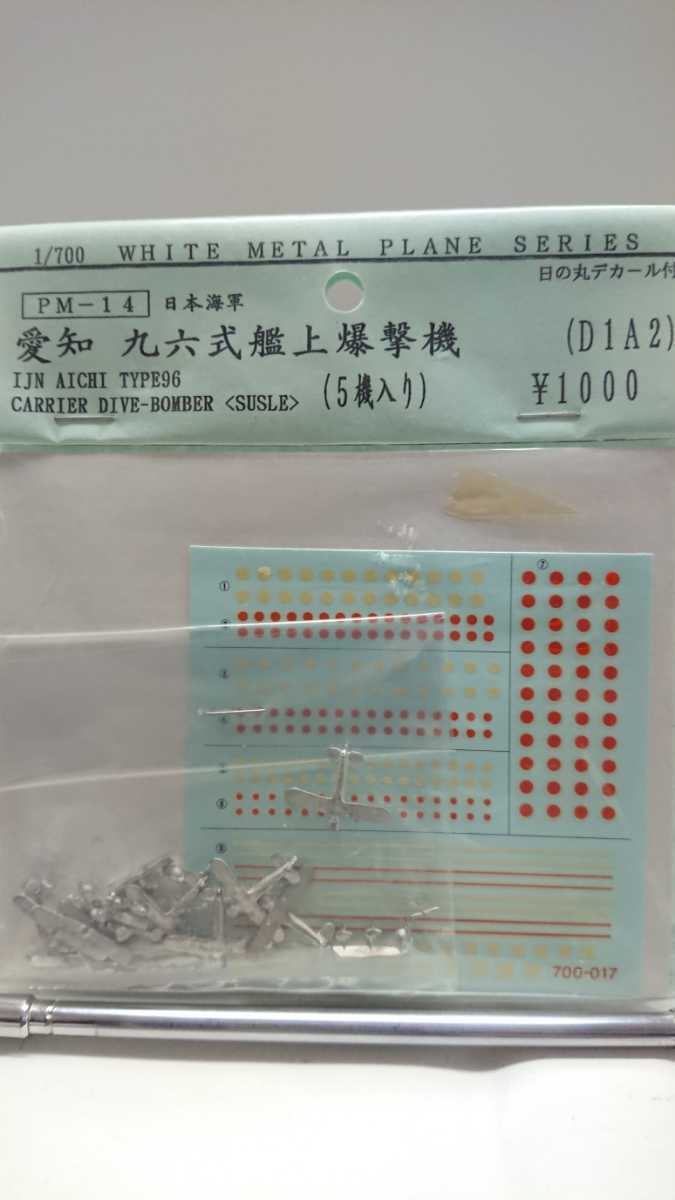 1/700 WHITE METAL PLANE SERIES
日の丸デカール付
PM-14 日本海軍
愛知 九六式艦上爆撃機 (D1A2)
IJN AICHI TYPE96
CARRIER DIVE-BOMBER <SUSLE> (5機入り) ¥1000
①
⑦
700-017